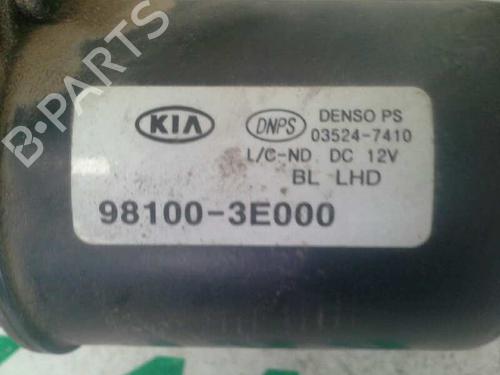 B-PARTS
KIA DNPS DENSO PS
03524-7410
L/C-ND DC 12V
BL LHD
98100-3E000